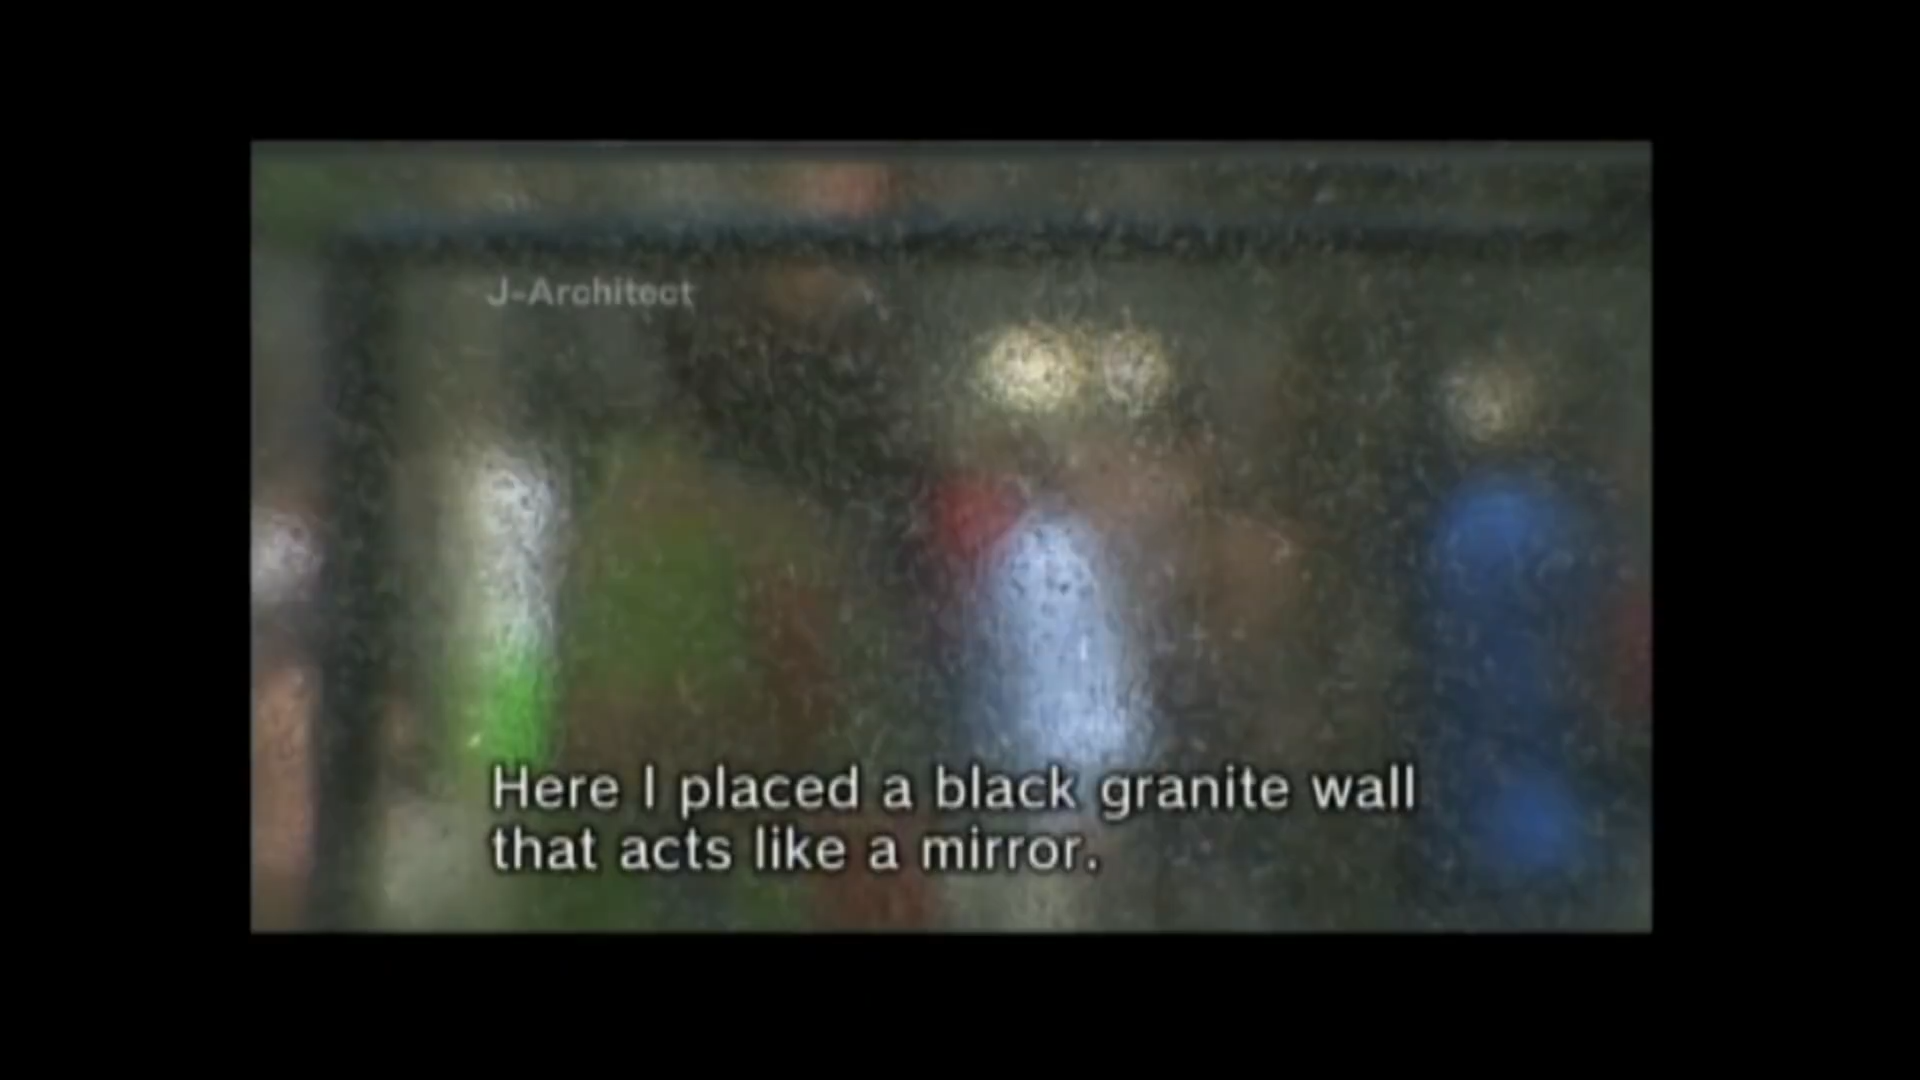 J-Architect
Here I placed a black granite wall
that acts like a mirror.